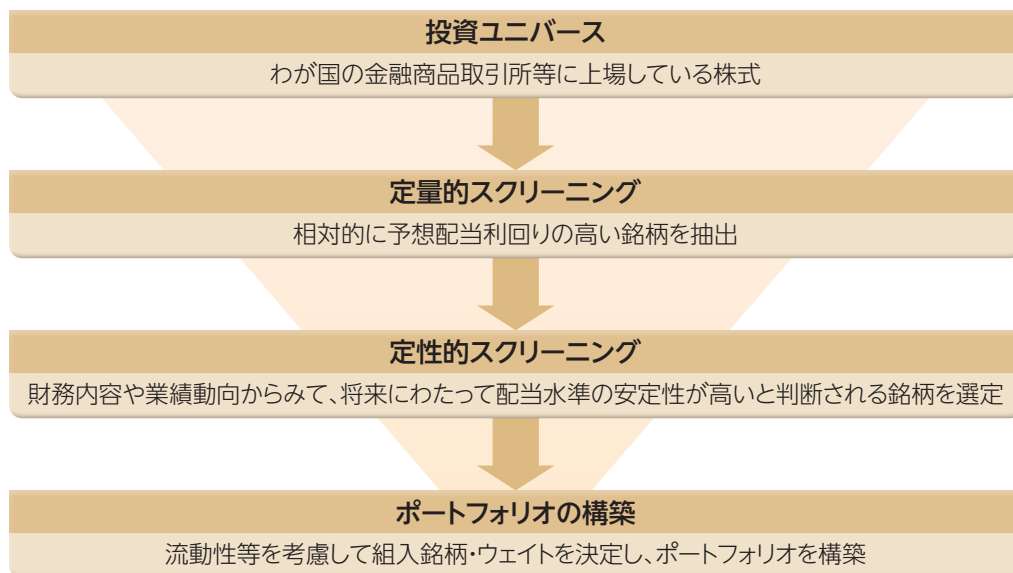 投資ユニバース
わが国の金融商品取引所等に上場している株式
定量的スクリーニング
相対的に予想配当利回りの高い銘柄を抽出
定性的スクリーニング
財務内容や業績動向からみて、将来にわたって配当水準の安定性が高いと判断される銘柄を選定
ポートフォリオの構築
流動性等を考慮して組入銘柄・ウェイトを決定し、ポートフォリオを構築